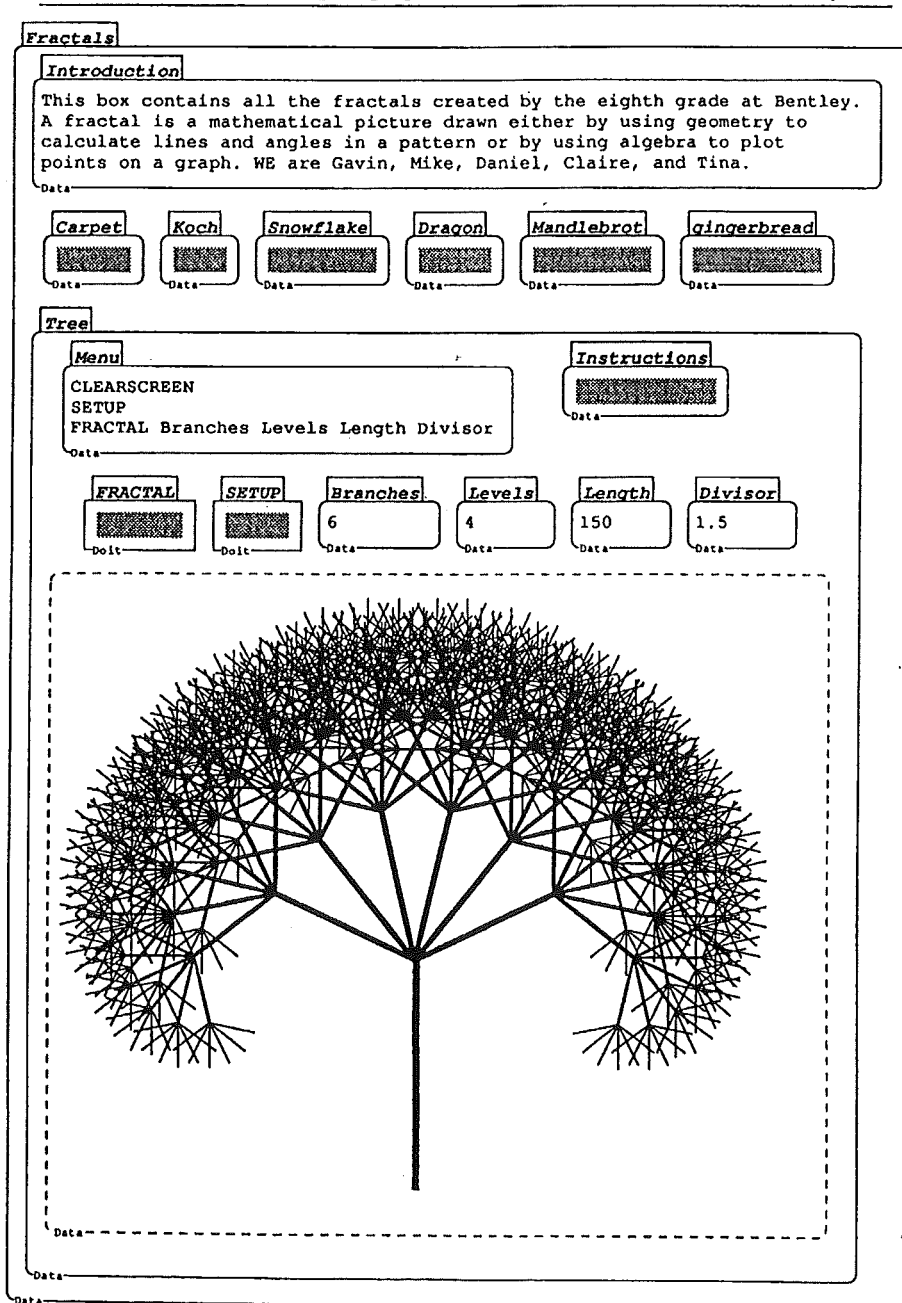 Fractals
Introduction
This box contains all the fractals created by the eighth grade at Bentley.
A fractal is a mathematical picture drawn either by using geometry to
calculate lines and angles in a pattern or by using algebra to plot
points on a graph. WE are Gavin, Mike, Daniel, Claire, and Tina.
Data
Carpet Koch Snowflake Dragon Mandlebrot gingerbread
Data Data Data Data Data Data
Tree
Menu Instructions
CLEARSCREEN
SETUP
FRACTAL Branches Levels Length Divisor
Data Data
FRACTAL SETUP Branches Levels Length Divisor
6 4 150 1.5
Doit Doit Data Data Data Data
Data
Data
Data